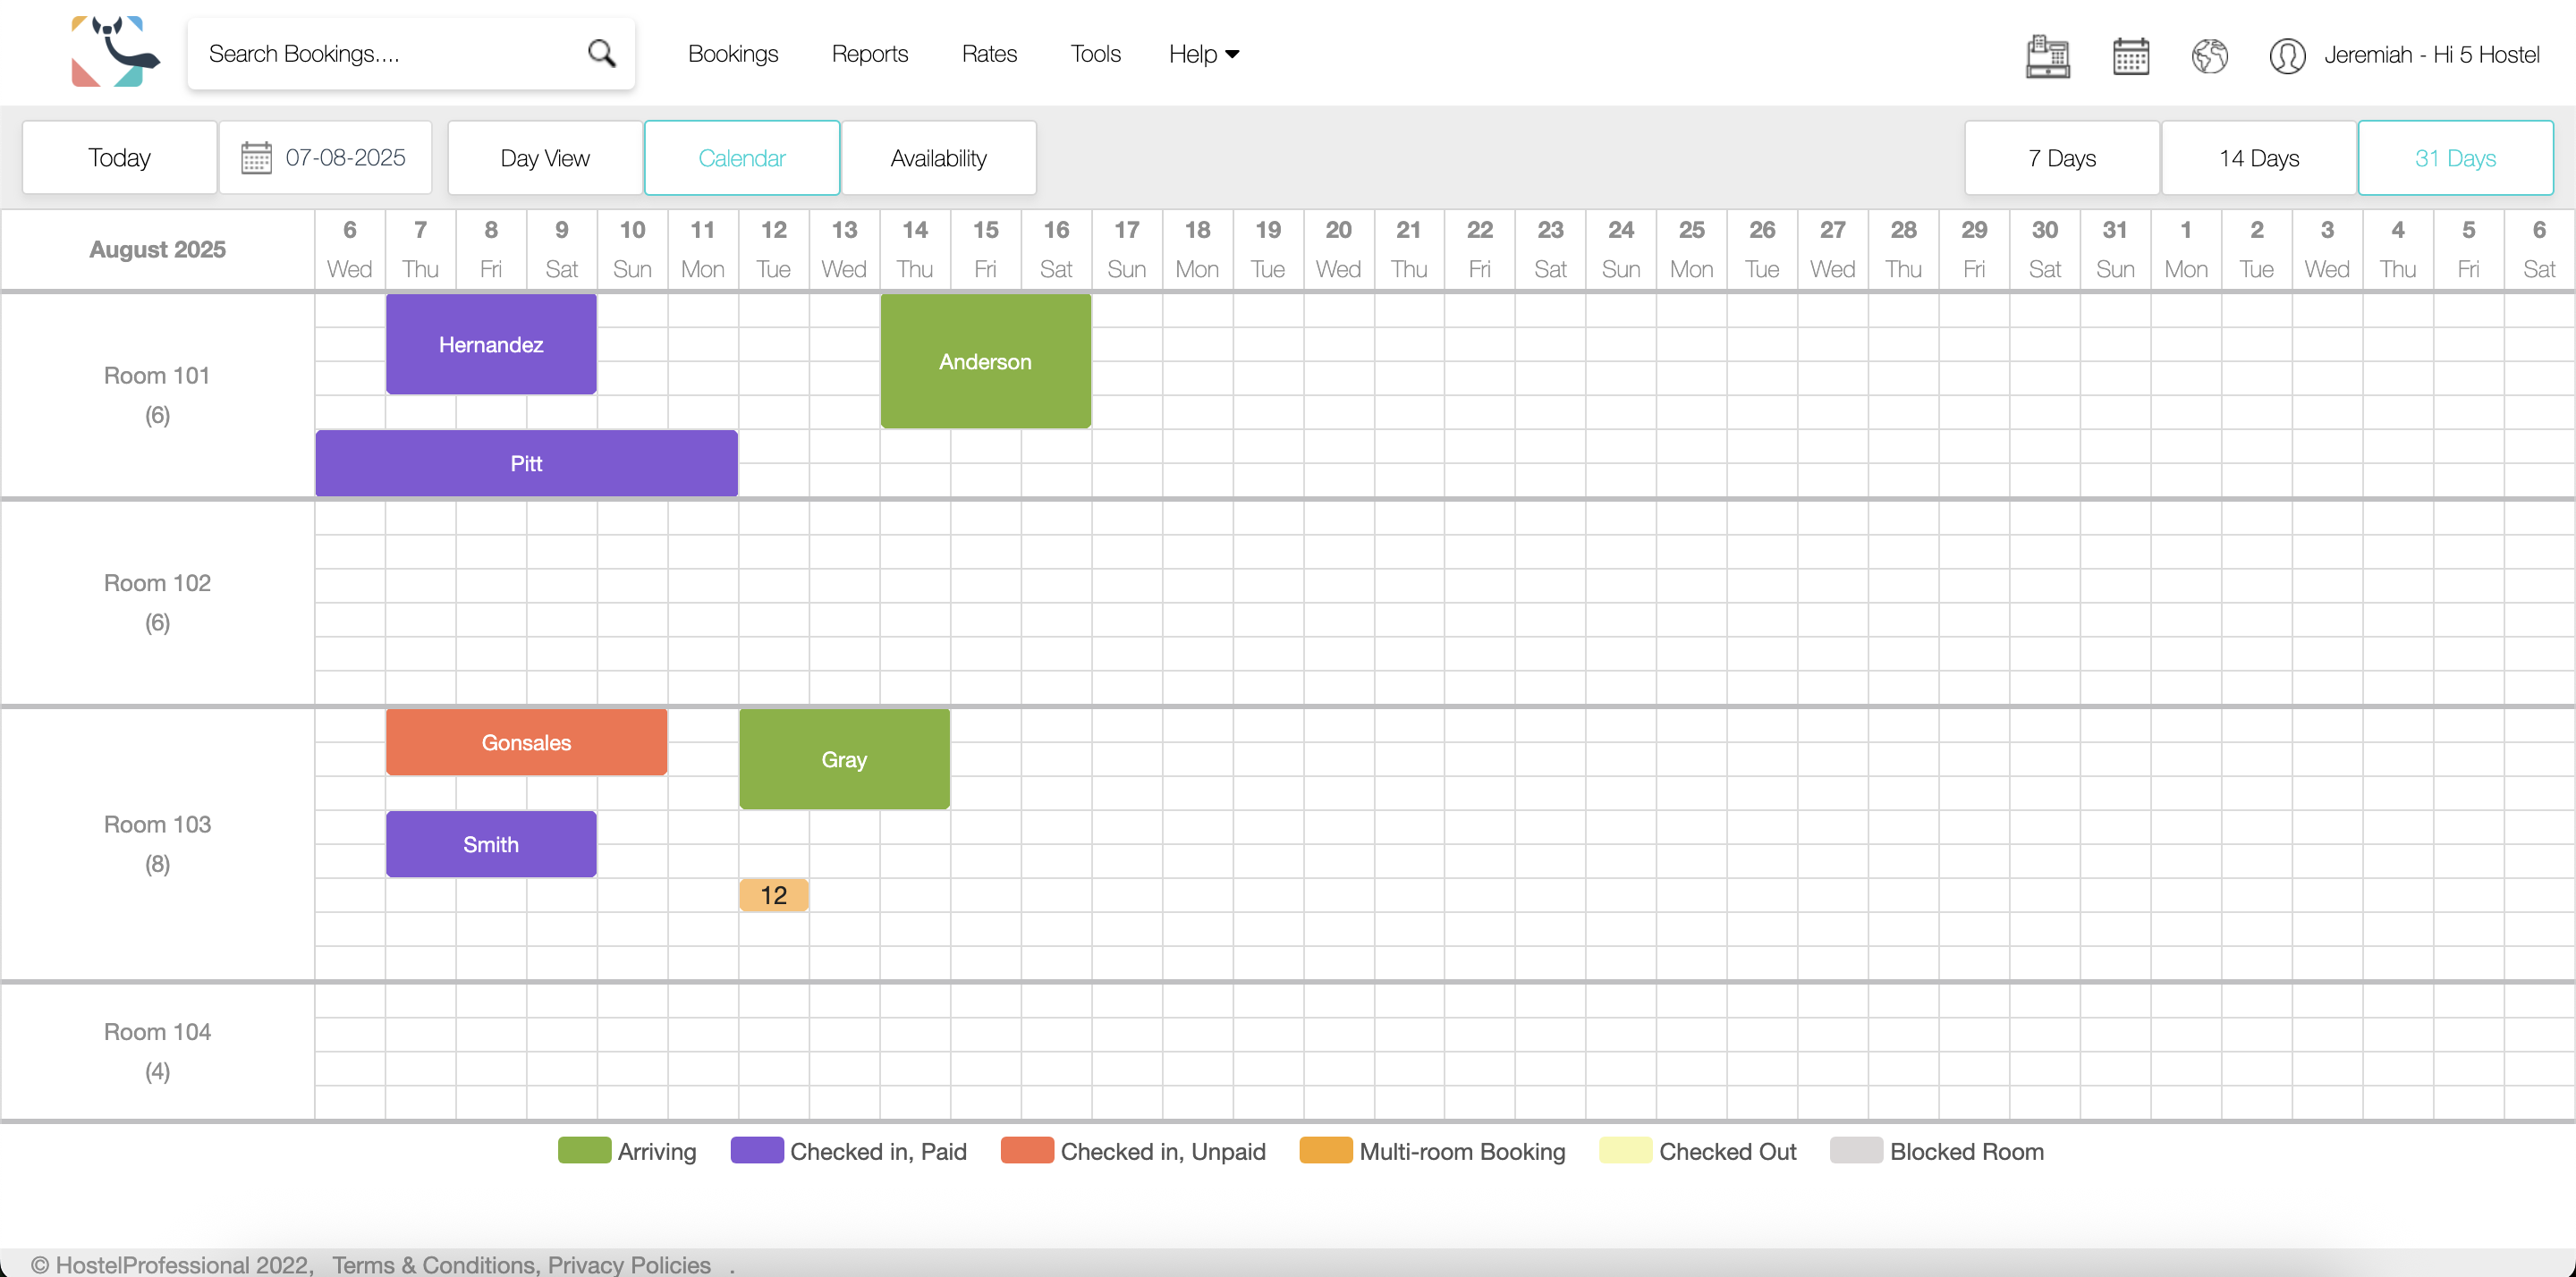 Search Bookings.... Bookings Reports Rates Tools Help Jeremiah - Hi 5 Hostel
Today 07-08-2025 Day View Calendar Availability 7 Days 14 Days 31 Days
August 2025
6 7 8 9 10 11 12 13 14 15 16 17 18 19 20 21 22 23 24 25 26 27 28 29 30 31 1 2 3 4 5 6
Wed Thu Fri Sat Sun Mon Tue Wed Thu Fri Sat Sun Mon Tue Wed Thu Fri Sat Sun Mon Tue Wed Thu Fri Sat Sun Mon Tue Wed Thu Fri Sat
Room 101
(6)
Hernandez
Anderson
Pitt
Room 102
(6)
Room 103
(8)
Gonsales
Gray
Smith
12
Room 104
(4)
Arriving Checked in, Paid Checked in, Unpaid Multi-room Booking Checked Out Blocked Room
© HostelProfessional 2022, Terms & Conditions, Privacy Policies .